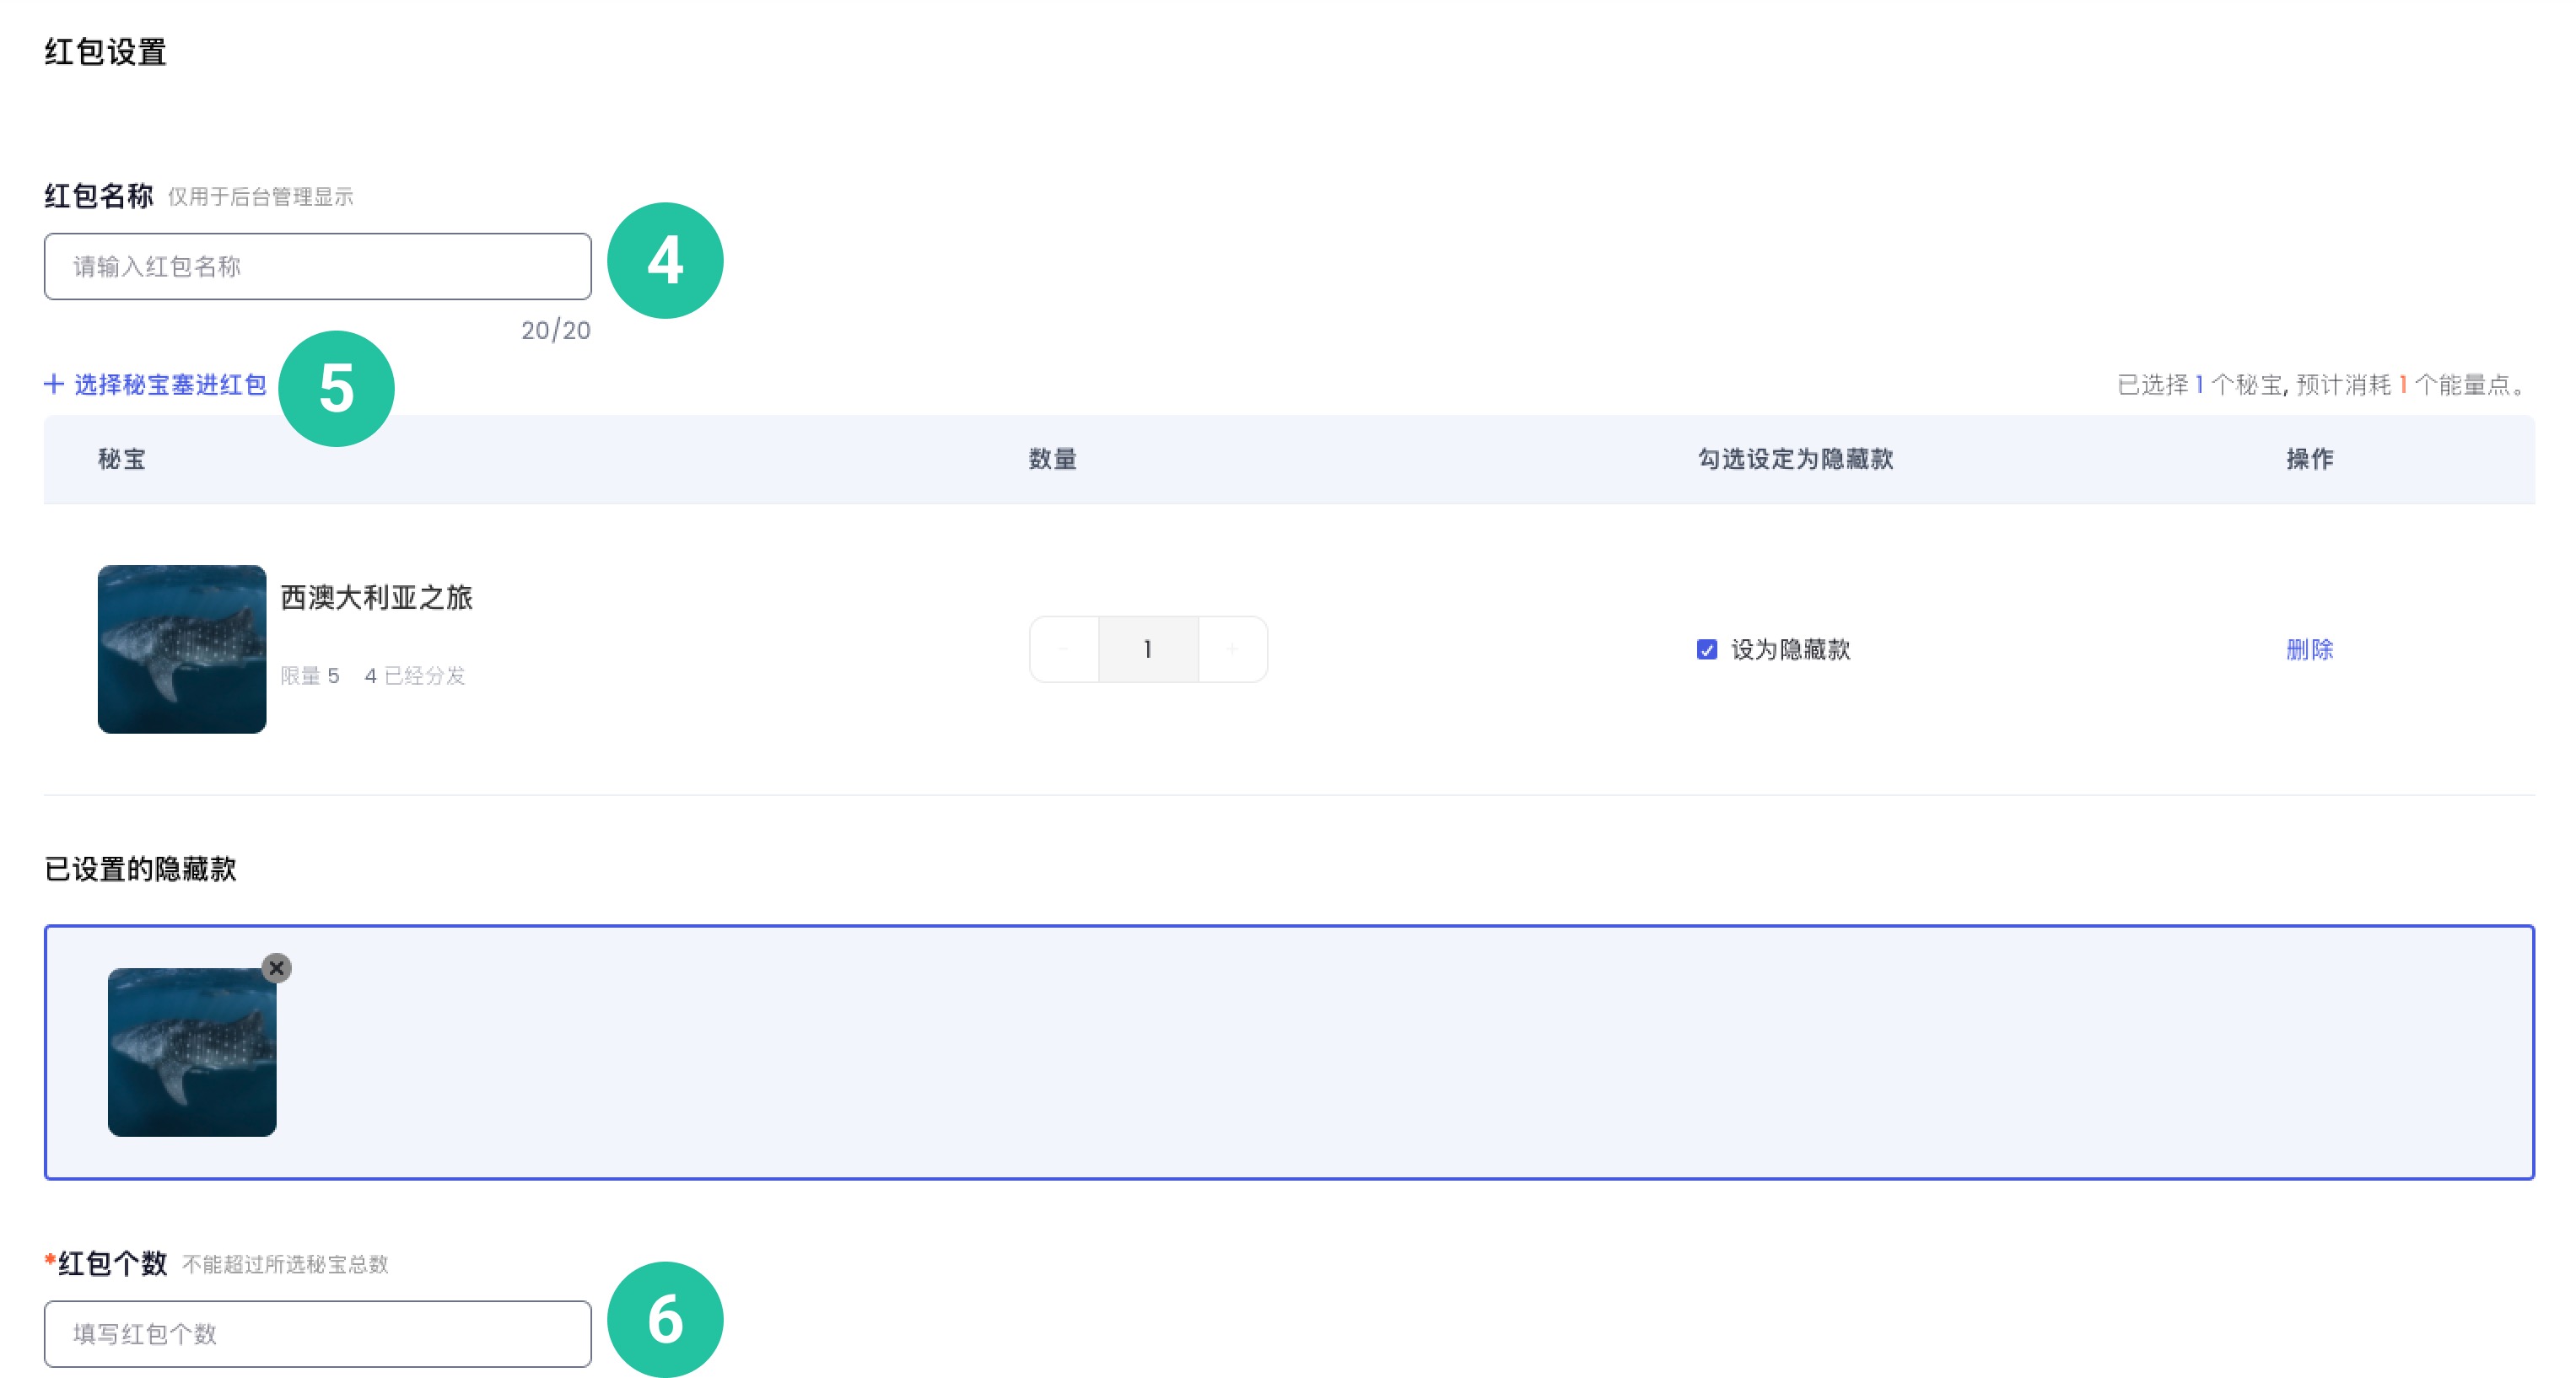 红包设置
红包名称 仅用于后台管理显示
请输入红包名称
4
20/20
+ 选择秘宝塞进红包
5
已选择 1 个秘宝, 预计消耗 1 个能量点。
秘宝 数量 勾选设定为隐藏款 操作
西澳大利亚之旅
限量 5 4 已经分发
- 1 +
设为隐藏款
删除
已设置的隐藏款
*红包个数 不能超过所选秘宝总数
填写红包个数
6